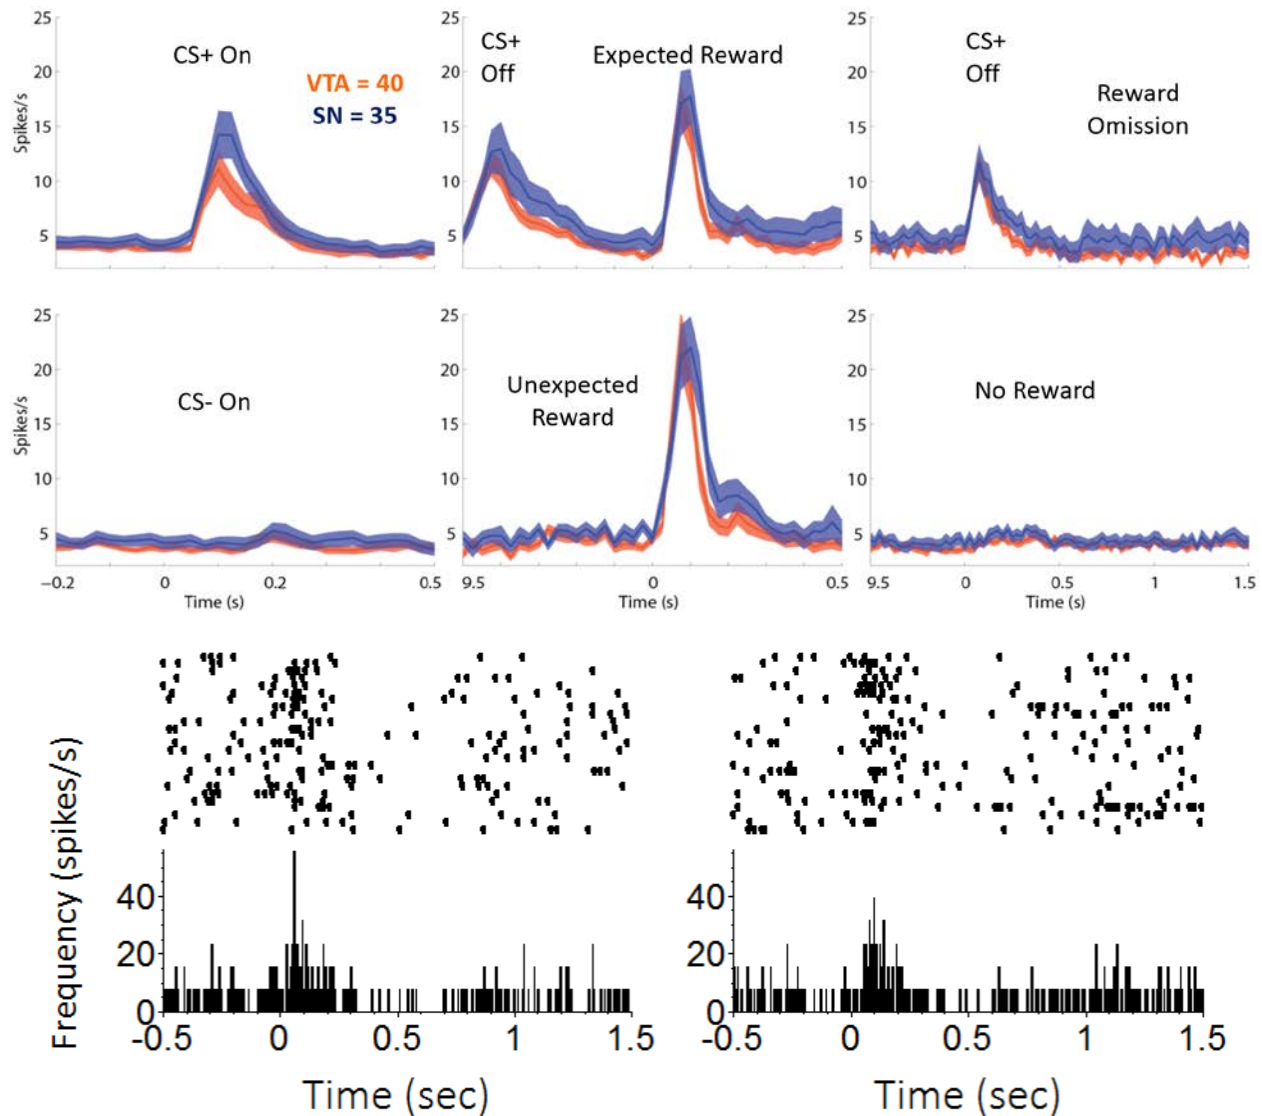 25
20
15
10
5
Spikes/s
CS+ On
VTA = 40
SN = 35
25
20
15
10
5
CS+
Off
Expected Reward
25
20
15
10
5
CS+
Off
Reward
Omission
25
20
15
10
5
Spikes/s
CS- On
−0.2
0
0.2
0.5
Time (s)
25
20
15
10
5
Unexpected
Reward
9.5
0
0.5
Time (s)
25
20
15
10
5
No Reward
9.5
0
0.5
1
1.5
Time (s)
Frequency (spikes/s)
40
20
0
-0.5
0
0.5
1
1.5
Time (sec)
40
20
0
-0.5
0
0.5
1
1.5
Time (sec)